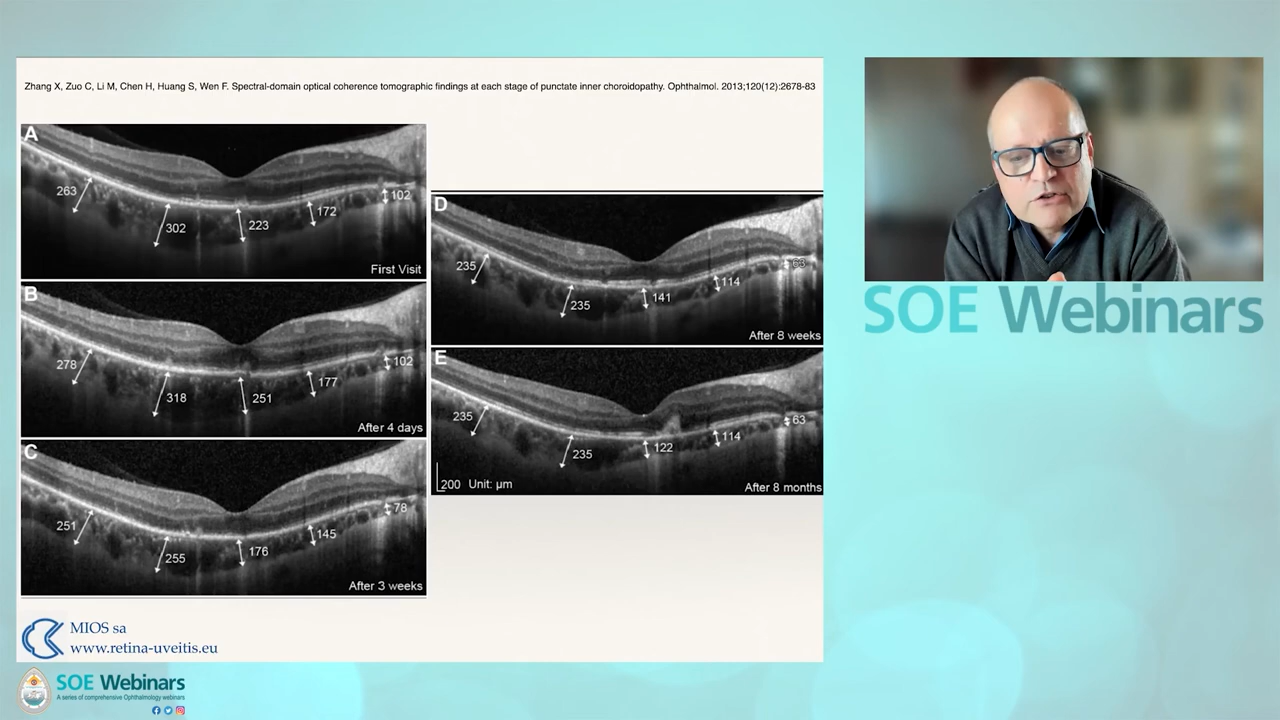 Zhang X, Zuo C, Li M, Chen H, Huang S, Wen F. Spectral-domain optical coherence tomographic findings at each stage of punctate inner choroidopathy. Ophthalmol. 2013;120(12):2678-83
A
263
302
223
172
102
First Visit
B
278
318
251
177
102
After 4 days
C
251
255
176
145
78
After 3 weeks
D
235
235
141
114
63
After 8 weeks
E
235
235
122
114
63
200 Unit: µm
After 8 months
MIOS sa
www.retina-uveitis.eu
SOE Webinars
SOE Webinars
A series of comprehensive Ophthalmology webinars